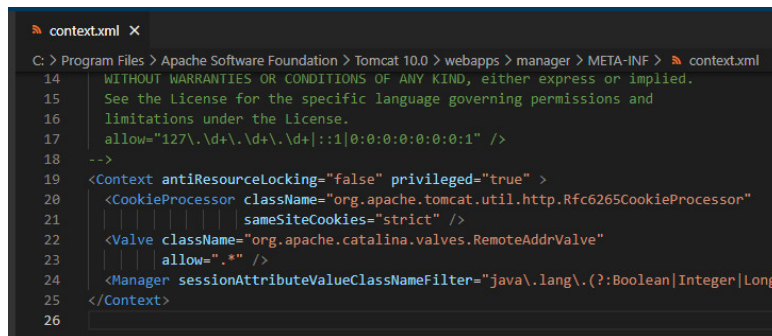 context.xml ×
C: > Program Files > Apache Software Foundation > Tomcat 10.0 > webapps > manager > META-INF > context.xml
14 WITHOUT WARRANTIES OR CONDITIONS OF ANY KIND, either express or implied.
15 See the License for the specific language governing permissions and
16 limitations under the License.
17 allow="127\.\d+\.\d+\.\d+|::1|0:0:0:0:0:0:0:1" />
18 -->
19 <Context antiResourceLocking="false" privileged="true" >
20 <CookieProcessor className="org.apache.tomcat.util.http.Rfc6265CookieProcessor"
21 sameSiteCookies="strict" />
22 <Valve className="org.apache.catalina.valves.RemoteAddrValve"
23 allow=".*" />
24 <Manager sessionAttributeValueClassNameFilter="java\.lang\.(?:Boolean|Integer|Long
25 </Context>
26